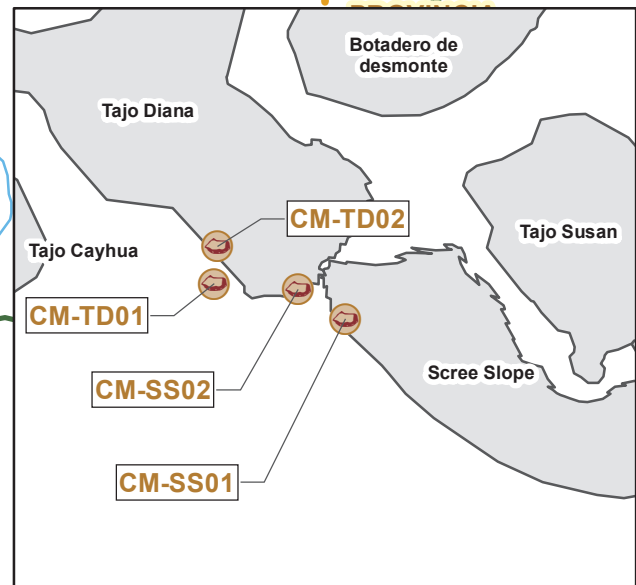 PROVINCIA
Botadero de
desmonte
Tajo Diana
CM-TD02
Tajo Susan
Tajo Cayhua
CM-TD01
Scree Slope
CM-SS02
CM-SS01